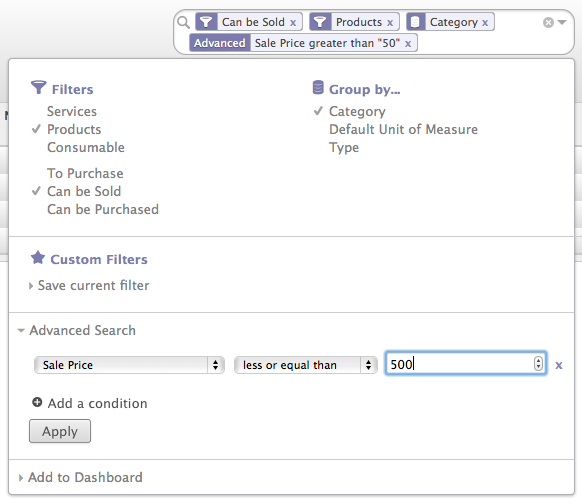 Can be Sold x Products x Category x
Advanced Sale Price greater than "50" x
Filters
Services
Products
Consumable
To Purchase
Can be Sold
Can be Purchased
Group by...
Category
Default Unit of Measure
Type
Custom Filters
Save current filter
Advanced Search
Sale Price less or equal than 500 x
Add a condition
Apply
Add to Dashboard